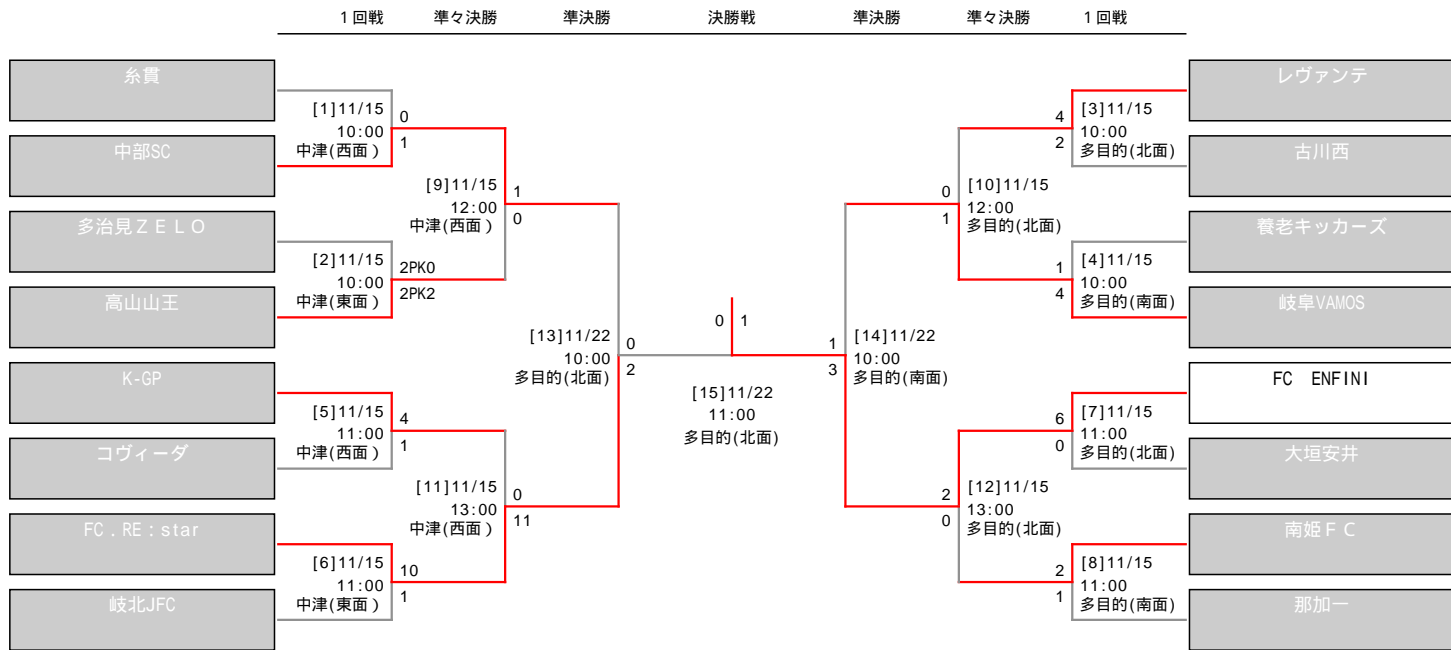 1回戦 準々決勝 準決勝 決勝戦 準決勝 準々決勝 1回戦
糸貫
中部SC
多治見ZELO
高山山王
K-GP
コヴィーダ
FC.RE:star
岐北JFC
[1]11/15
10:00
中津(西面)
0
1
[2]11/15
10:00
中津(東面)
2PK0
2PK2
[5]11/15
11:00
中津(西面)
4
1
[6]11/15
11:00
中津(東面)
10
1
[9]11/15
12:00
中津(西面)
1
0
[11]11/15
13:00
中津(西面)
0
11
[13]11/22
10:00
多目的(北面)
0
2
0 1
[15]11/22
11:00
多目的(北面)
1
3
[14]11/22
10:00
多目的(南面)
0
1
[10]11/15
12:00
多目的(北面)
2
0
[12]11/15
13:00
多目的(北面)
4
2
[3]11/15
10:00
多目的(北面)
1
4
[4]11/15
10:00
多目的(南面)
6
0
[7]11/15
11:00
多目的(北面)
2
1
[8]11/15
11:00
多目的(南面)
レヴァンテ
古川西
養老キッカーズ
岐阜VAMOS
FC ENFINI
大垣安井
南姫FC
那加一